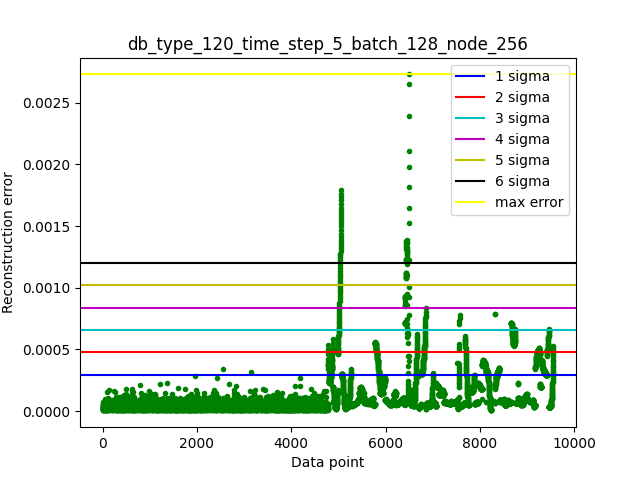 db_type_120_time_step_5_batch_128_node_256
Reconstruction error
0.0025
0.0020
0.0015
0.0010
0.0005
0.0000
1 sigma
2 sigma
3 sigma
4 sigma
5 sigma
6 sigma
max error
0 2000 4000 6000 8000 10000
Data point